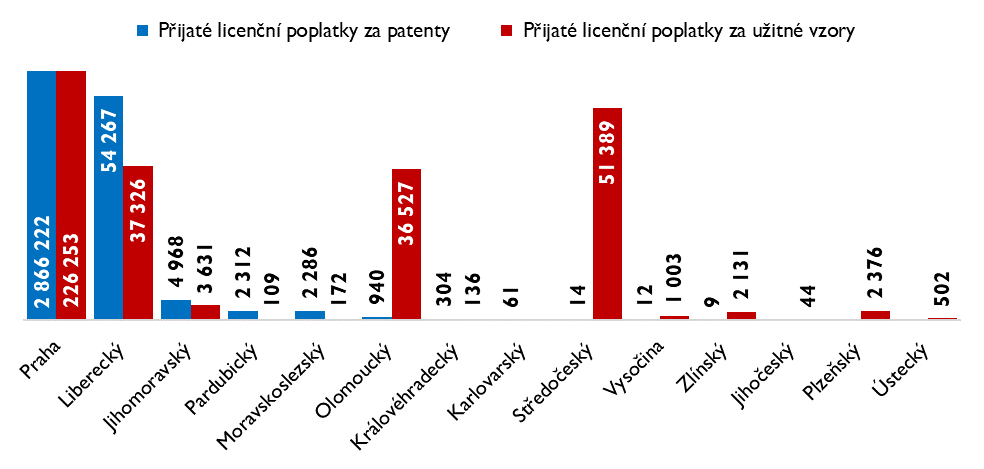 Přijaté licenční poplatky za patenty
Přijaté licenční poplatky za užitné vzory
2 866 222
226 253
54 267
37 326
4 968
3 631
2 312
109
2 286
172
940
36 527
304
136
61
14
51 389
12
1 003
9
2 131
44
2 376
502
Praha
Liberecký
Jihomoravský
Pardubický
Moravskoslezský
Olomoucký
Královéhradecký
Karlovarský
Středočeský
Vysočina
Zlínský
Jihočeský
Plzeňský
Ústecký